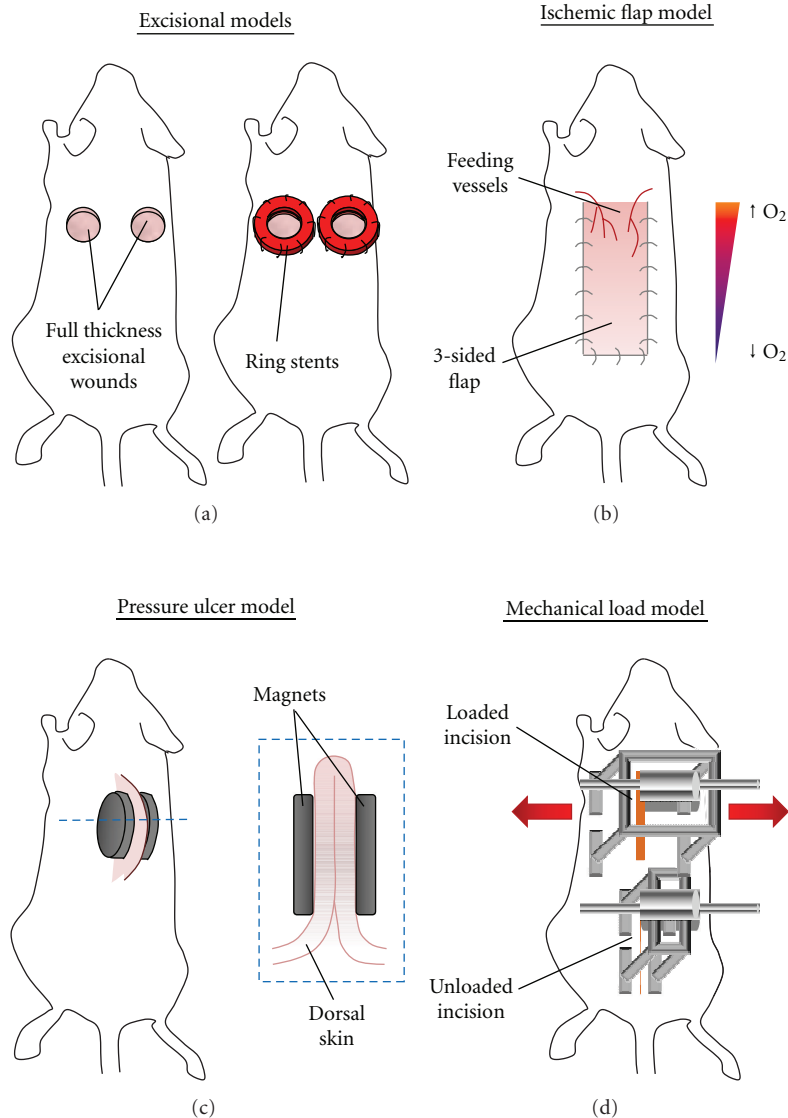 Excisional models
Full thickness
excisional
wounds
Ring stents
(a)
Ischemic flap model
Feeding
vessels
3-sided
flap
↑ O₂
↓ O₂
(b)
Pressure ulcer model
Magnets
Dorsal
skin
(c)
Mechanical load model
Loaded
incision
Unloaded
incision
(d)